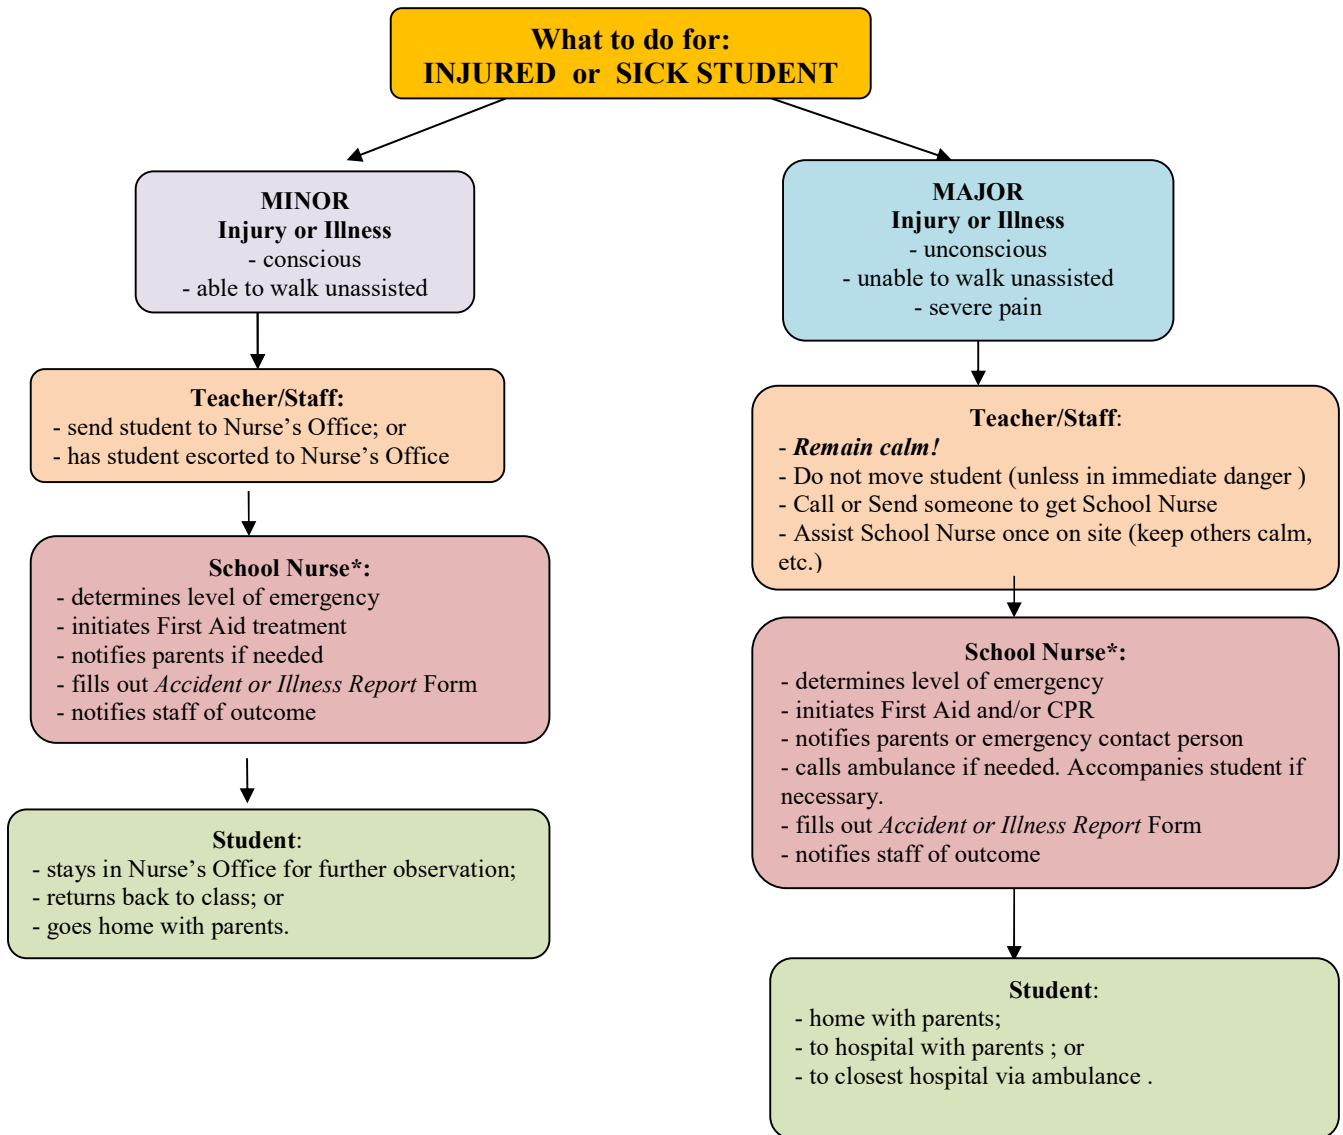 What to do for:
INJURED or SICK STUDENT
MINOR
Injury or Illness
- conscious
- able to walk unassisted
Teacher/Staff:
- send student to Nurse’s Office; or
- has student escorted to Nurse’s Office
School Nurse*:
- determines level of emergency
- initiates First Aid treatment
- notifies parents if needed
- fills out Accident or Illness Report Form
- notifies staff of outcome
Student:
- stays in Nurse’s Office for further observation;
- returns back to class; or
- goes home with parents.
MAJOR
Injury or Illness
- unconscious
- unable to walk unassisted
- severe pain
Teacher/Staff:
- Remain calm!
- Do not move student (unless in immediate danger )
- Call or Send someone to get School Nurse
- Assist School Nurse once on site (keep others calm,
etc.)
School Nurse*:
- determines level of emergency
- initiates First Aid and/or CPR
- notifies parents or emergency contact person
- calls ambulance if needed. Accompanies student if
necessary.
- fills out Accident or Illness Report Form
- notifies staff of outcome
Student:
- home with parents;
- to hospital with parents ; or
- to closest hospital via ambulance .